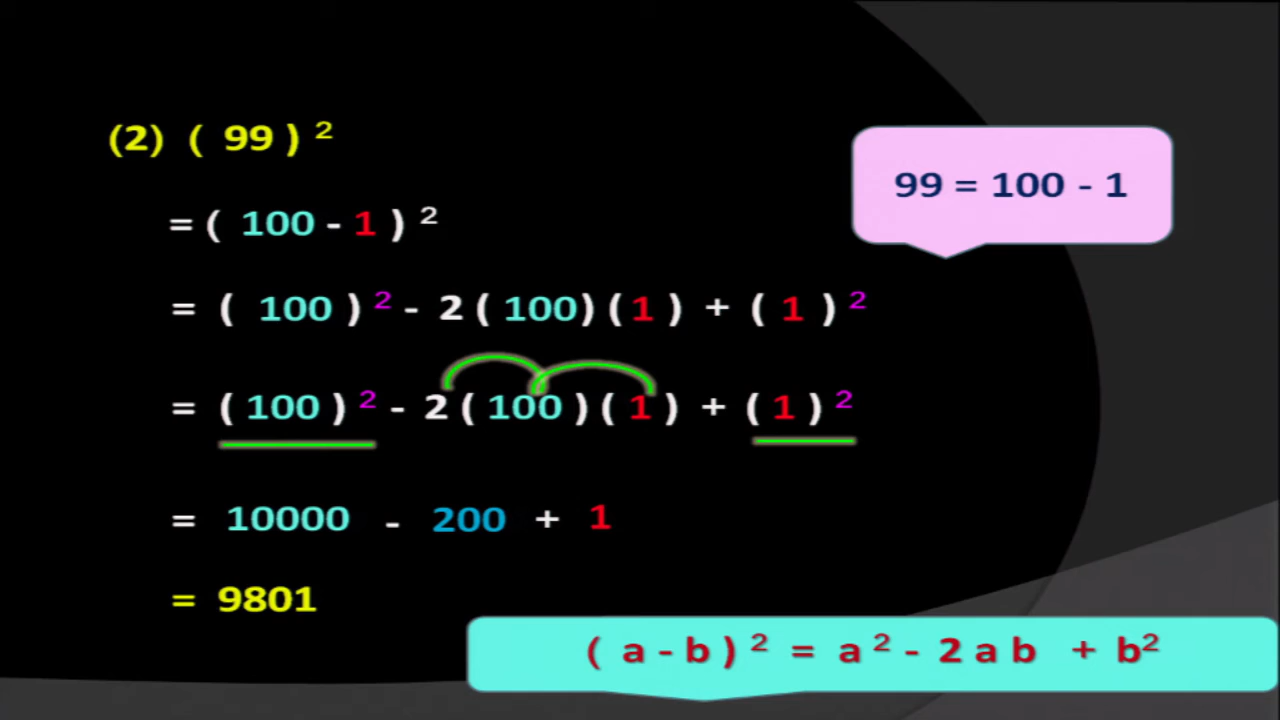 (2) ( 99 ) ²
= ( 100 - 1 ) ²
99 = 100 - 1
= ( 100 ) ² - 2 ( 100 ) ( 1 ) + ( 1 ) ²
= ( 100 ) ² - 2 ( 100 ) ( 1 ) + ( 1 ) ²
= 10000 - 200 + 1
= 9801
( a - b ) ² = a ² - 2 a b + b²